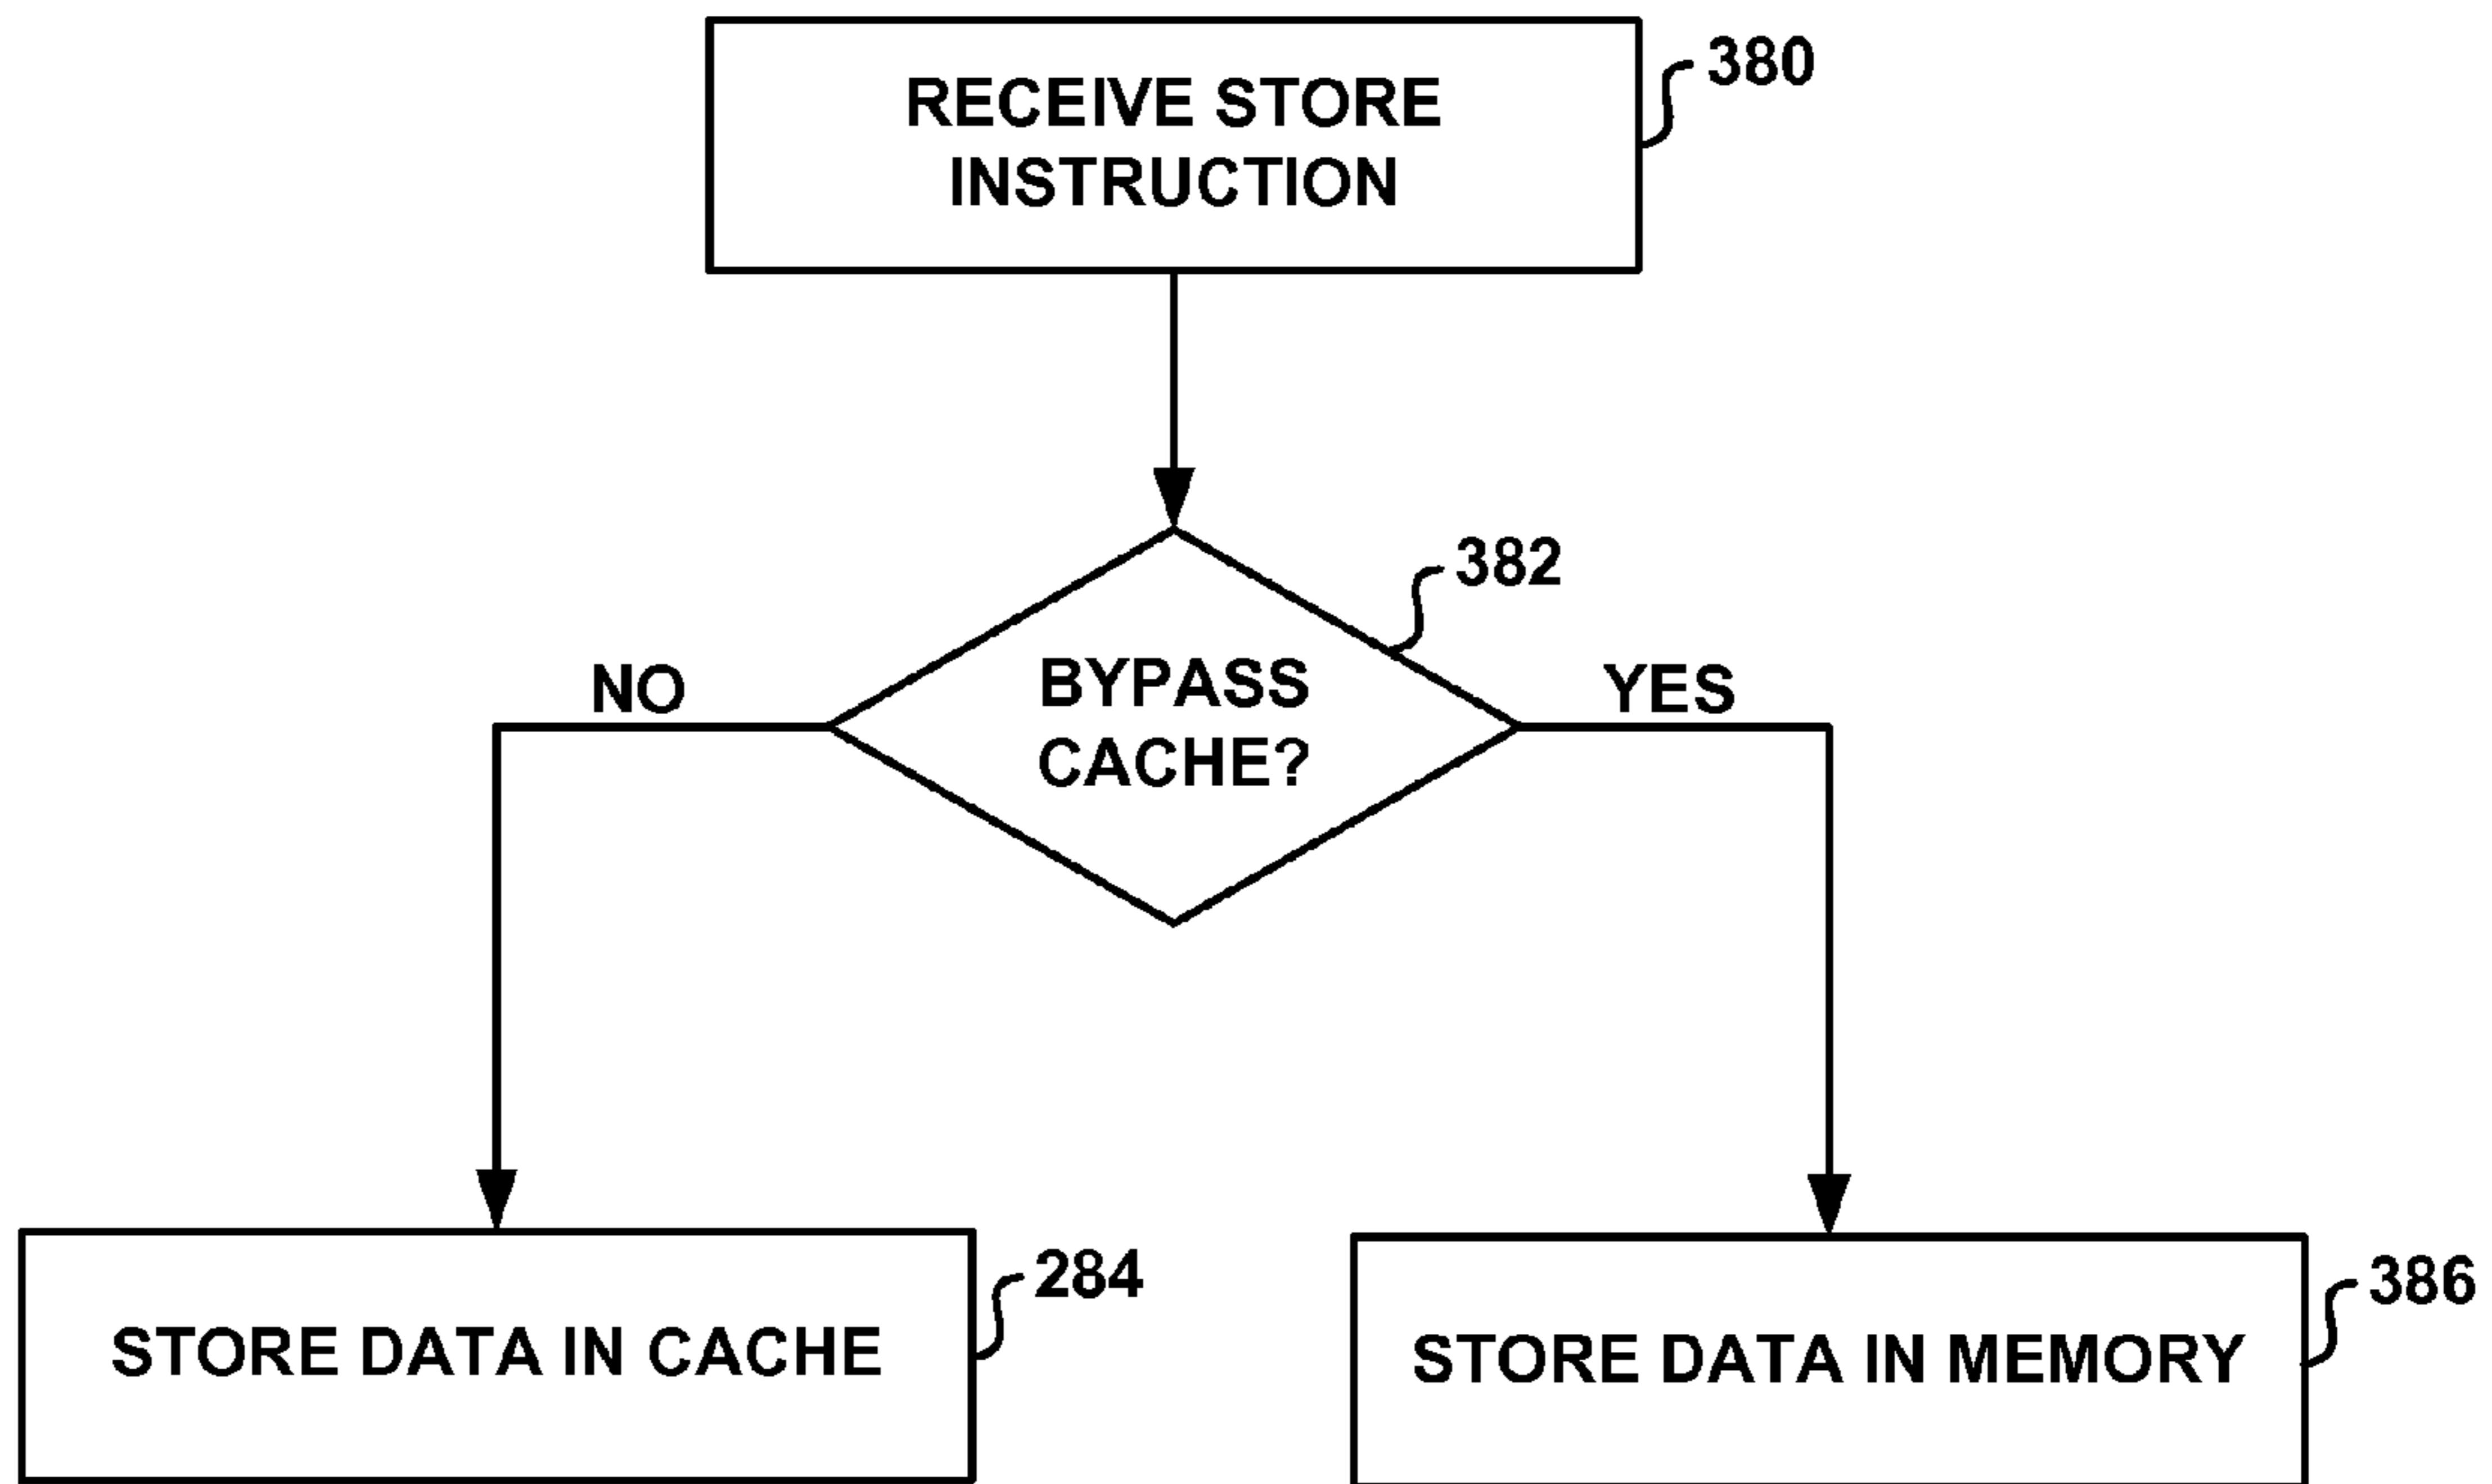 RECEIVE STORE
INSTRUCTION
380
382
BYPASS
CACHE?
NO
YES
STORE DATA IN CACHE
284
STORE DATA IN MEMORY
386